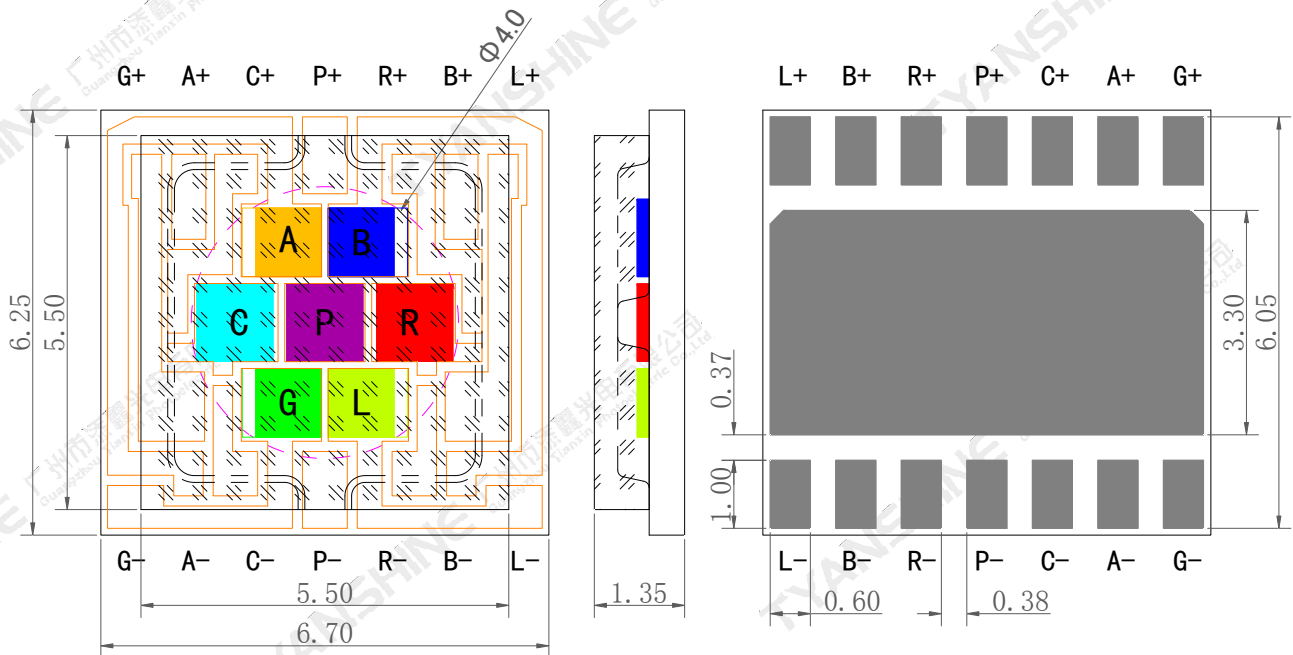 G+ A+ C+ P+ R+ B+ L+
Φ4.0
L+ B+ R+ P+ C+ A+ G+
A B
C P R
G L
6.25
5.50
0.37
1.00
3.30
6.05
G- A- C- P- R- B- L-
L- B- R- P- C- A- G-
5.50
6.70
1.35
0.60
0.38
TYANSHINE